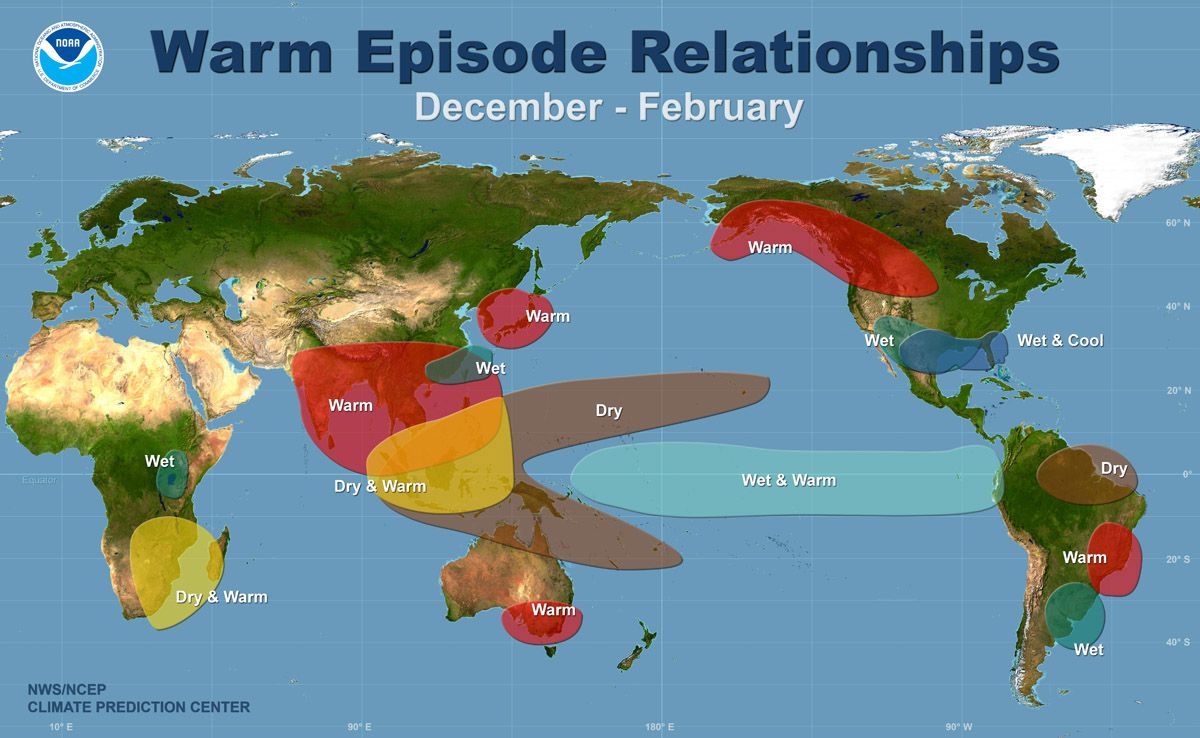 NOAA
NATIONAL OCEANIC AND ATMOSPHERIC ADMINISTRATION
U.S. DEPARTMENT OF COMMERCE
Warm Episode Relationships
December - February
60° N
Warm
40° N
Warm
Wet
Wet & Cool
Wet
20° N
Warm
Dry
Wet
Dry
0°
Equator
Wet & Warm
Dry & Warm
Warm
20° S
Dry & Warm
Warm
40° S
Wet
NWS/NCEP
CLIMATE PREDICTION CENTER
10° E
90° E
180° E
90° W